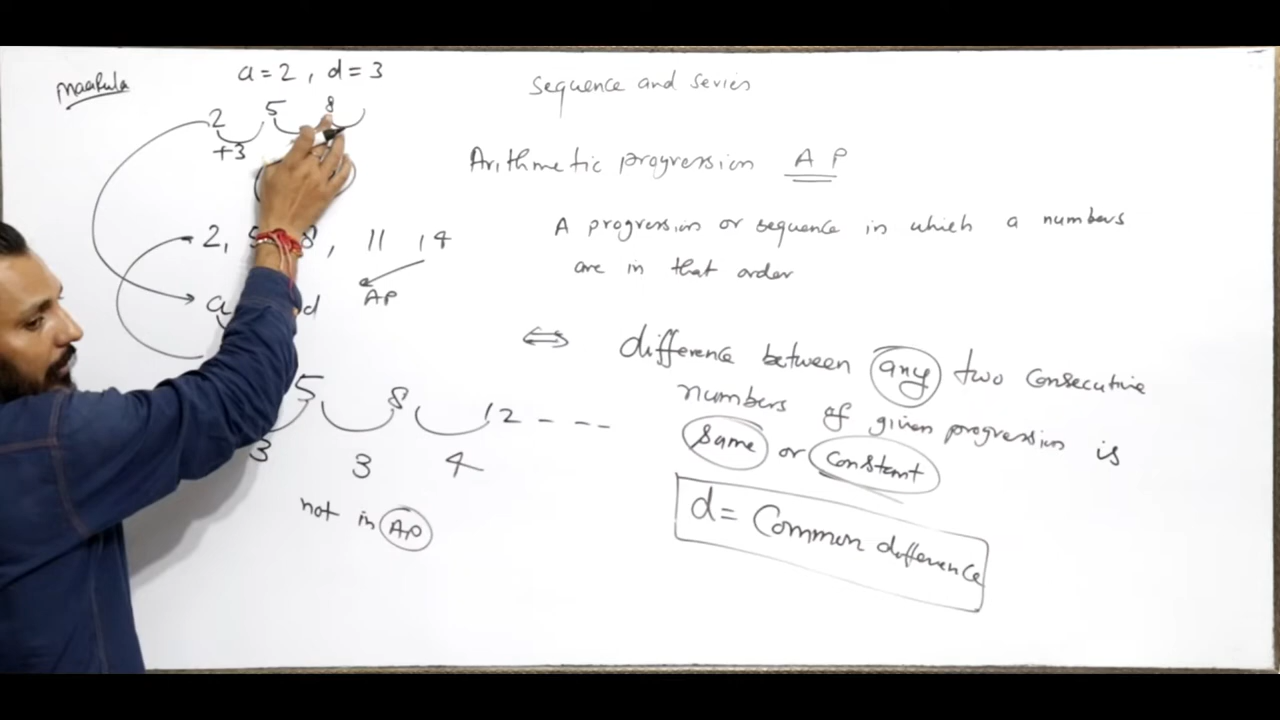 Maarula
a = 2 , d = 3
2 5 8
+3
2, 5 8, 11 14
a d
AP
5 8 12 - - -
3 3 4
not in AP
Sequence and series
Arithmetic progression AP
A progression or sequence in which a numbers
are in that order
⇔ difference between any two consecutive
numbers of given progression is
same or constant
d = Common difference